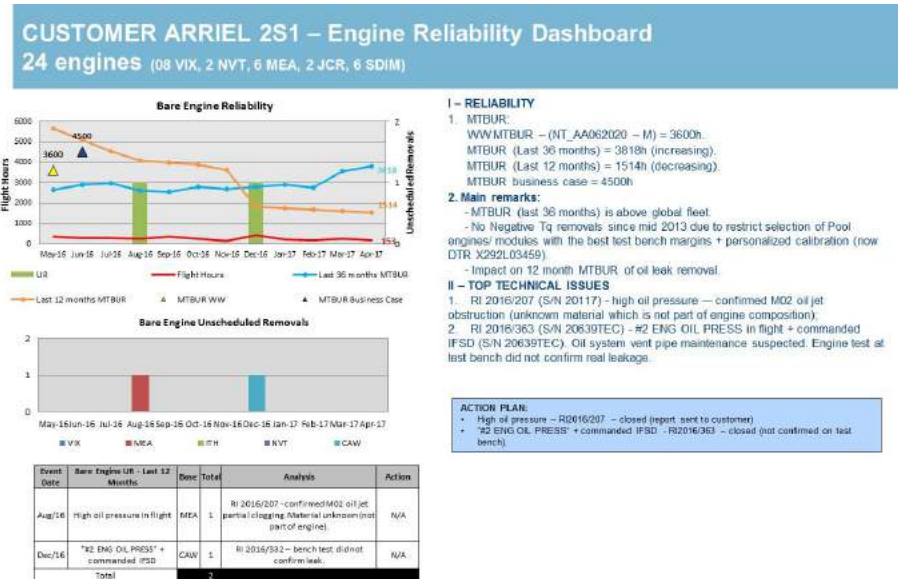 CUSTOMER ARRIEL 2S1 – Engine Reliability Dashboard
24 engines (08 VIX, 2 NVT, 6 MEA, 2 JCR, 6 SDIM)
Bare Engine Reliability
6000
5000
4000
3000
2000
1000
0
Flight Hours
2
1
0
Unscheduled Removals
4500
3600
May-16 Jun-16 Jul-16 Aug-16 Sep-16 Oct-16 Nov-16 Dec-16 Jan-17 Feb-17 Mar-17 Apr-17
UR
Flight Hours
Last 36 months MTBUR
Last 12 months MTBUR
MTBUR WW
MTBUR Business Case
Bare Engine Unscheduled Removals
2
1
0
May-16 Jun-16 Jul-16 Aug-16 Sep-16 Oct-16 Nov-16 Dec-16 Jan-17 Feb-17 Mar-17 Apr-17
VIX MEA ITH NVT CAW
Event Date
Bare Engine UR - Last 12 Months
Base
Total
Analysis
Action
Aug/16
High oil pressure in flight
MEA
1
RI 2016/207 - confirmed M02 oil jet
partial clogging. Material unknown (not
part of engine).
N/A
Dec/16
"#2 ENG OIL PRESS" +
commanded IFSD
CAW
1
RI 2016/332 – bench test did not
confirm leak.
N/A
Total
2
I – RELIABILITY
1. MTBUR:
WW MTBUR – (NT_AA062020 – M) = 3600h.
MTBUR (Last 36 months) = 3818h (increasing).
MTBUR (Last 12 months) = 1514h (decreasing).
MTBUR business case = 4500h
2. Main remarks:
- MTBUR (last 36 months) is above global fleet.
- No Negative Tq removals since mid 2013 due to restrict selection of Pool
engines/ modules with the best test bench margins + personalized calibration (now
DTR X292L03459).
- Impact on 12 month MTBUR of oil leak removal.
II – TOP TECHNICAL ISSUES
1. RI 2016/207 (S/N 20117) - high oil pressure — confirmed M02 oil jet
obstruction (unknown material which is not part of engine composition);
2. RI 2016/363 (S/N 20639TEC) - #2 ENG OIL PRESS in flight + commanded
IFSD (S/N 20639TEC). Oil system vent pipe maintenance suspected. Engine test at
test bench did not confirm real leakage.
ACTION PLAN:
• High oil pressure – RI2016/207 – closed (report sent to customer)
• "#2 ENG OIL PRESS" + commanded IFSD - RI2016/363 – closed (not confirmed on test
bench)